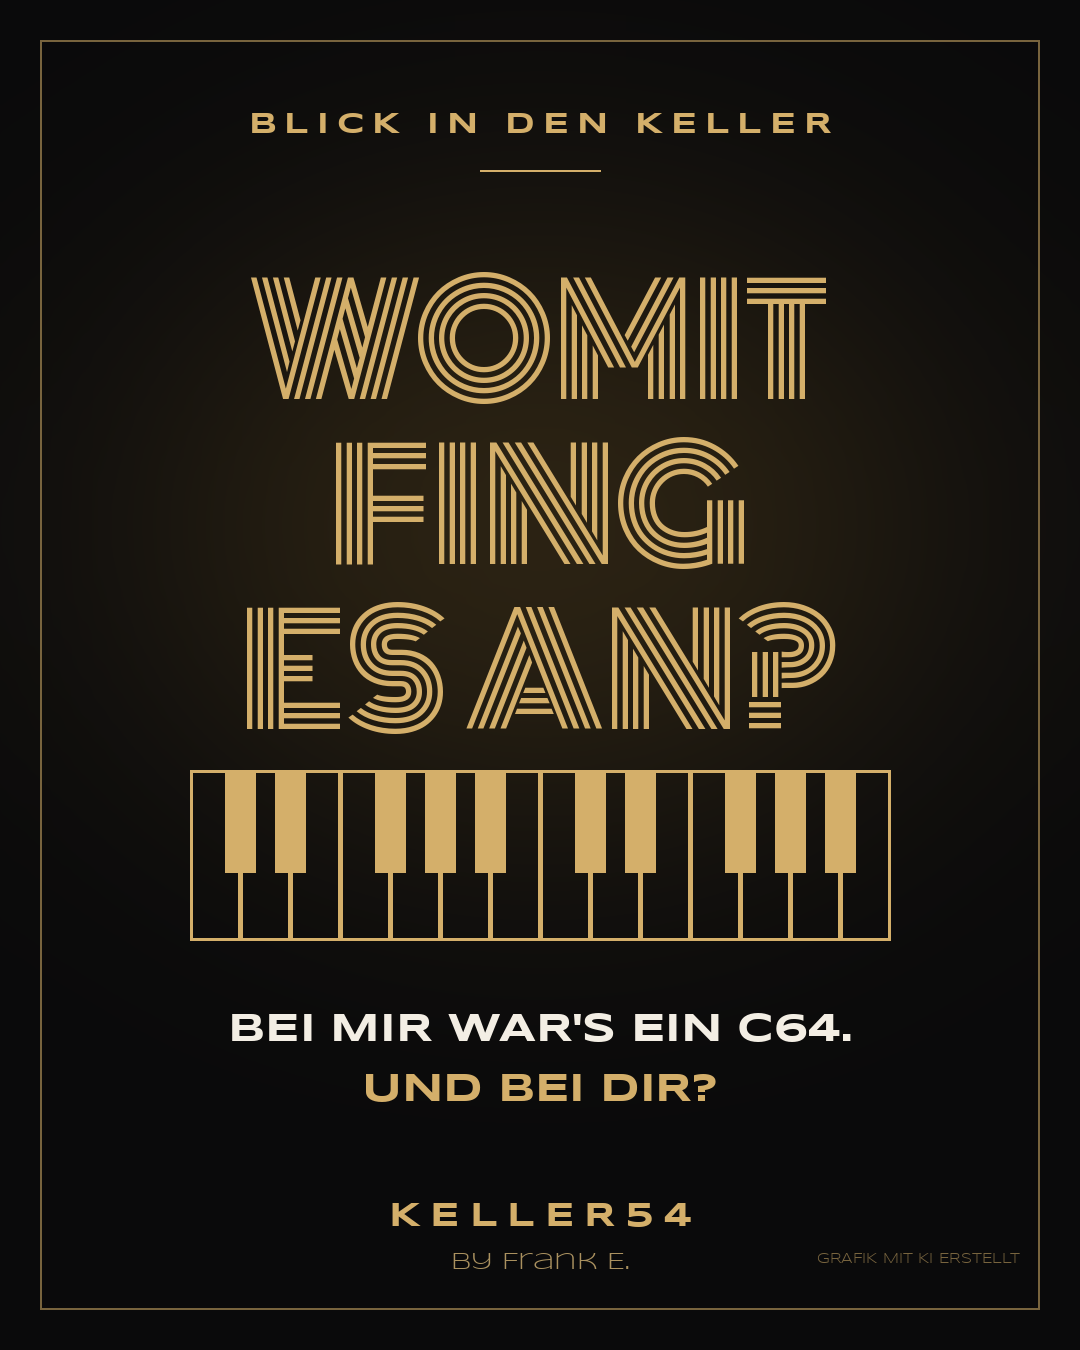 BLICK IN DEN KELLER
WOMIT
FING
ES AN?
BEI MIR WAR'S EIN C64.
UND BEI DIR?
KELLER54
BY Frank E.
GRAFIK MIT KI ERSTELLT